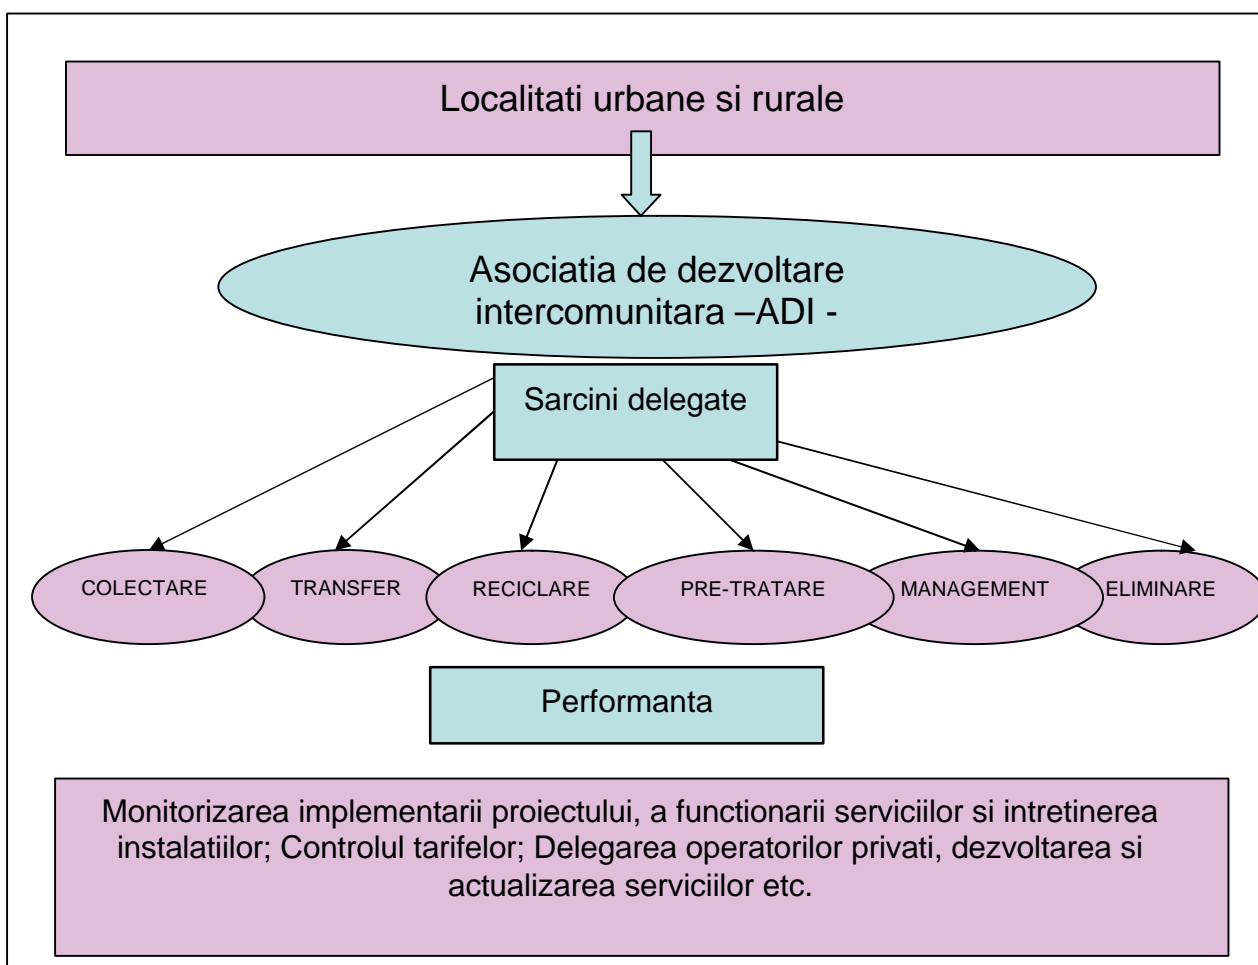 Localitati urbane si rurale
Asociatia de dezvoltare
intercomunitara –ADI -
Sarcini delegate
COLECTARE
TRANSFER
RECICLARE
PRE-TRATARE
MANAGEMENT
ELIMINARE
Performanta
Monitorizarea implementarii proiectului, a functionarii serviciilor si intretinerea
instalatiilor; Controlul tarifelor; Delegarea operatorilor privati, dezvoltarea si
actualizarea serviciilor etc.